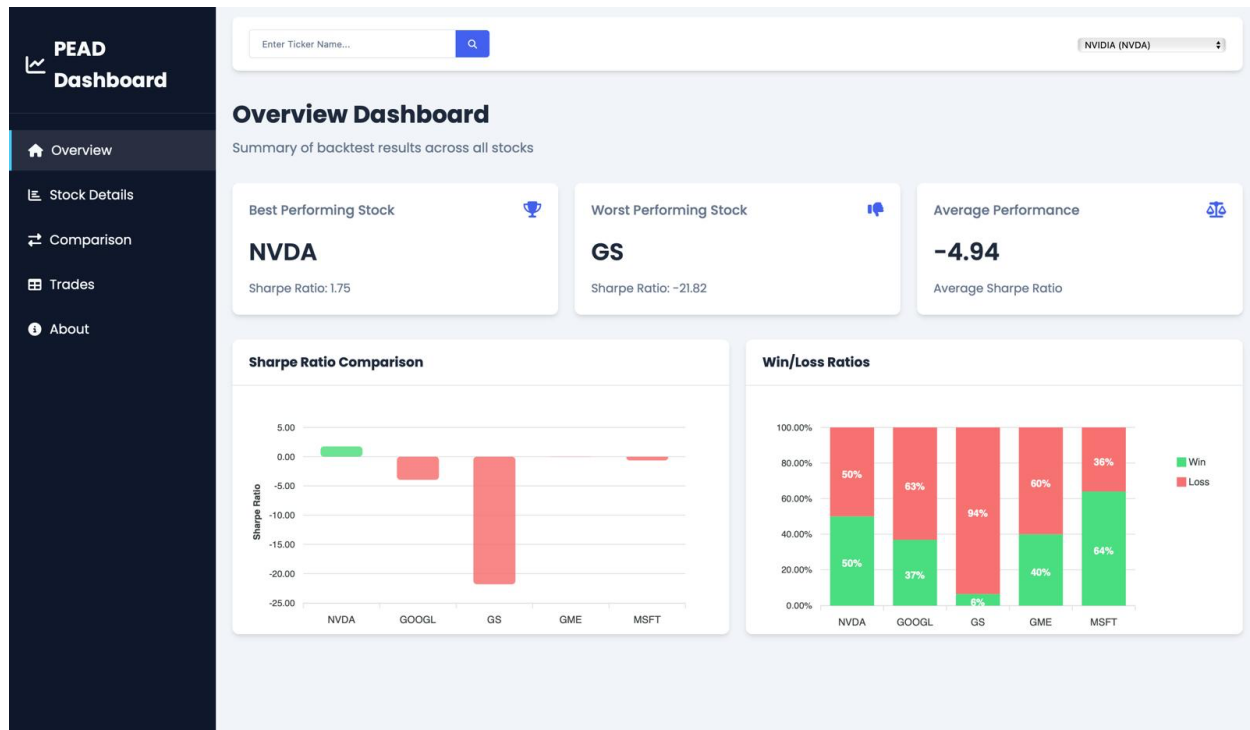 PEAD
Dashboard
Overview
Stock Details
Comparison
Trades
About
Enter Ticker Name...
NVIDIA (NVDA)
Overview Dashboard
Summary of backtest results across all stocks
Best Performing Stock
NVDA
Sharpe Ratio: 1.75
Worst Performing Stock
GS
Sharpe Ratio: -21.82
Average Performance
-4.94
Average Sharpe Ratio
Sharpe Ratio Comparison
Sharpe Ratio
5.00
0.00
-5.00
-10.00
-15.00
-20.00
-25.00
NVDA GOOGL GS GME MSFT
Win/Loss Ratios
100.00%
80.00%
60.00%
40.00%
20.00%
0.00%
50% 63% 94% 60% 36%
50% 37% 6% 40% 64%
NVDA GOOGL GS GME MSFT
Win
Loss